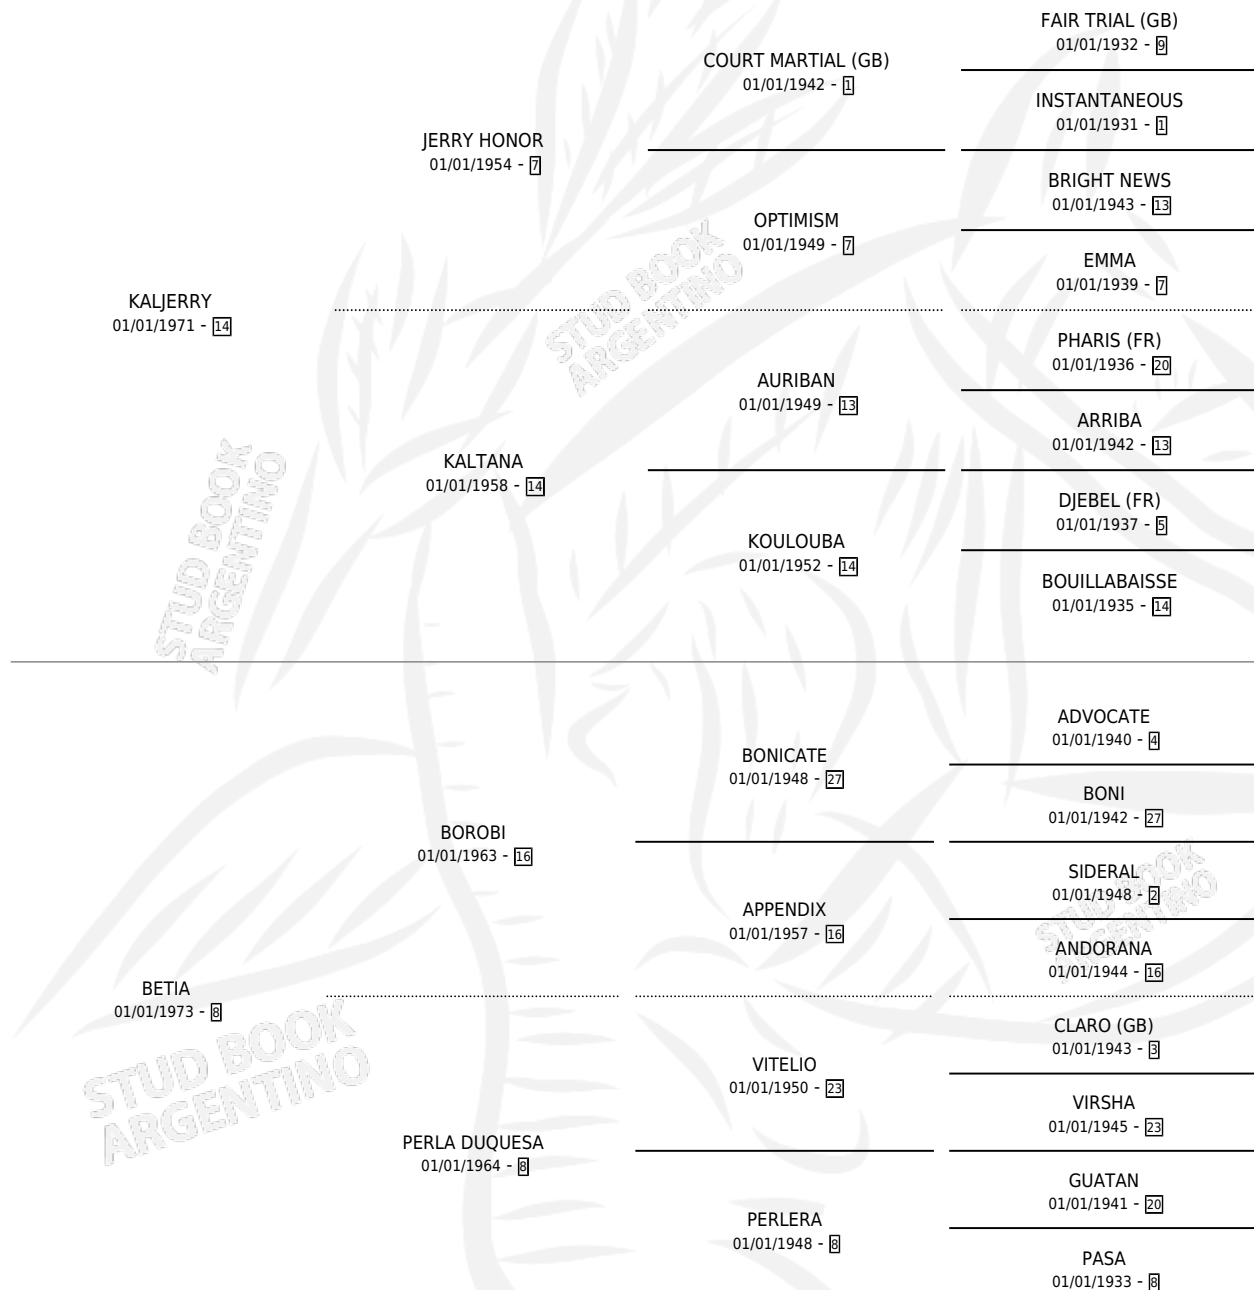 FAIR TRIAL (GB)
01/01/1932 - 9
COURT MARTIAL (GB)
01/01/1942 - 1
INSTANTANEOUS
01/01/1931 - 1
JERRY HONOR
01/01/1954 - 7
BRIGHT NEWS
01/01/1943 - 13
OPTIMISM
01/01/1949 - 7
EMMA
01/01/1939 - 7
KALJERRY
01/01/1971 - 14
PHARIS (FR)
01/01/1936 - 20
AURIBAN
01/01/1949 - 13
ARRIBA
01/01/1942 - 13
KALTANA
01/01/1958 - 14
DJEBEL (FR)
01/01/1937 - 5
KOULOUBA
01/01/1952 - 14
BOUILLABAISSE
01/01/1935 - 14
ADVOCATE
01/01/1940 - 4
BONICATE
01/01/1948 - 27
BONI
01/01/1942 - 27
BOROBI
01/01/1963 - 16
SIDERAL
01/01/1948 - 2
APPENDIX
01/01/1957 - 16
ANDORANA
01/01/1944 - 16
BETIA
01/01/1973 - 8
CLARO (GB)
01/01/1943 - 3
VITELIO
01/01/1950 - 23
VIRSHA
01/01/1945 - 23
PERLA DUQUESA
01/01/1964 - 8
GUATAN
01/01/1941 - 20
PERLERA
01/01/1948 - 8
PASA
01/01/1933 - 8
STUD BOOK
ARGENTINO
STUD BOOK
ARGENTINO
STUD BOOK
ARGENTINO
STUD BOOK
ARGENTINO